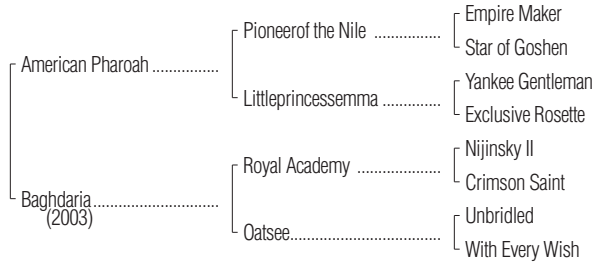 Empire Maker
Pioneerof the Nile ................
Star of Goshen
American Pharoah ................
Yankee Gentleman
Littleprincessemma ..............
Exclusive Rosette
Nijinsky II
Royal Academy ....................
Crimson Saint
Baghdaria..............................
(2003)
Unbridled
Oatsee.....................................
With Every Wish